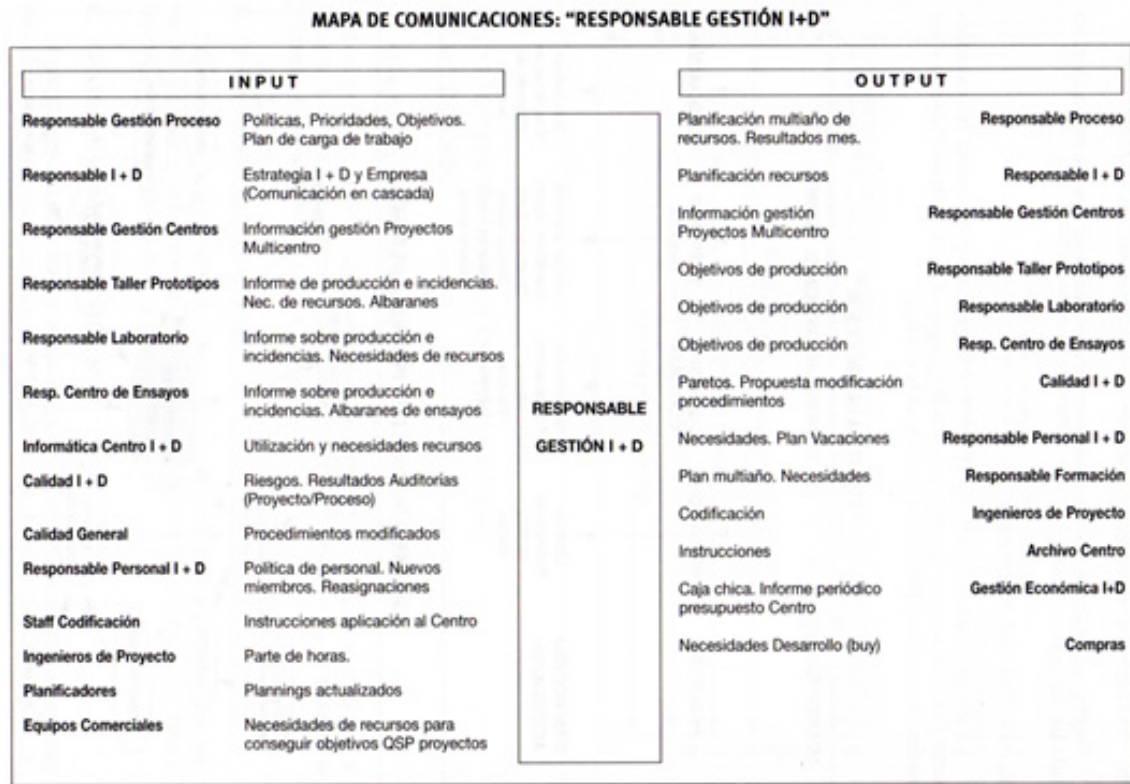 MAPA DE COMUNICACIONES: "RESPONSABLE GESTIÓN I+D"
INPUT
Responsable Gestión Proceso Políticas, Prioridades, Objetivos.
Plan de carga de trabajo
Responsable I + D Estrategia I + D y Empresa
(Comunicación en cascada)
Responsable Gestión Centros Información gestión Proyectos
Multicentro
Responsable Taller Prototipos Informe de producción e incidencias.
Nec. de recursos. Albaranes
Responsable Laboratorio Informe sobre producción e
incidencias. Necesidades de recursos
Resp. Centro de Ensayos Informe sobre producción e
incidencias. Albaranes de ensayos
Informática Centro I + D Utilización y necesidades recursos
Calidad I + D Riesgos. Resultados Auditorias
(Proyecto/Proceso)
Calidad General Procedimientos modificados
Responsable Personal I + D Política de personal. Nuevos
miembros. Reasignaciones
Staff Codificación Instrucciones aplicación al Centro
Ingenieros de Proyecto Parte de horas.
Planificadores Plannings actualizados
Equipos Comerciales Necesidades de recursos para
conseguir objetivos QSP proyectos
RESPONSABLE
GESTIÓN I + D
OUTPUT
Planificación multiaño de Responsable Proceso
recursos. Resultados mes.
Planificación recursos Responsable I + D
Información gestión Responsable Gestión Centros
Proyectos Multicentro
Objetivos de producción Responsable Taller Prototipos
Objetivos de producción Responsable Laboratorio
Objetivos de producción Resp. Centro de Ensayos
Paretos. Propuesta modificación Calidad I + D
procedimientos
Necesidades. Plan Vacaciones Responsable Personal I + D
Plan multiaño. Necesidades Responsable Formación
Codificación Ingenieros de Proyecto
Instrucciones Archivo Centro
Caja chica. Informe periódico Gestión Económica I+D
presupuesto Centro
Necesidades Desarrollo (buy) Compras